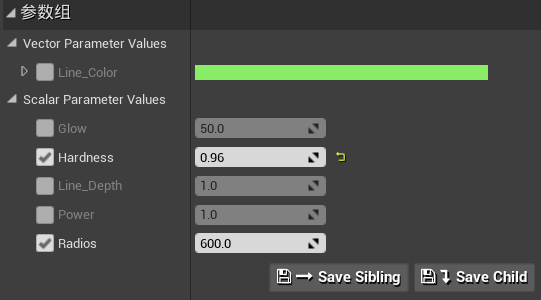 参数组
Vector Parameter Values
Line_Color
Scalar Parameter Values
Glow 50.0
Hardness 0.96
Line_Depth 1.0
Power 1.0
Radios 600.0
Save Sibling Save Child